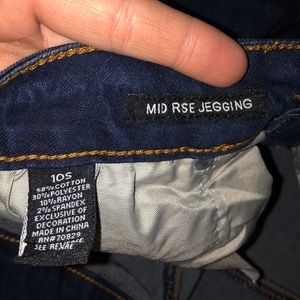 MID RSE JEGGING
10S
58% COTTON
30% POLYESTER
10% RAYON
2% SPANDEX
EXCLUSIVE OF
DECORATION
MADE IN CHINA
RN#70829
SEE